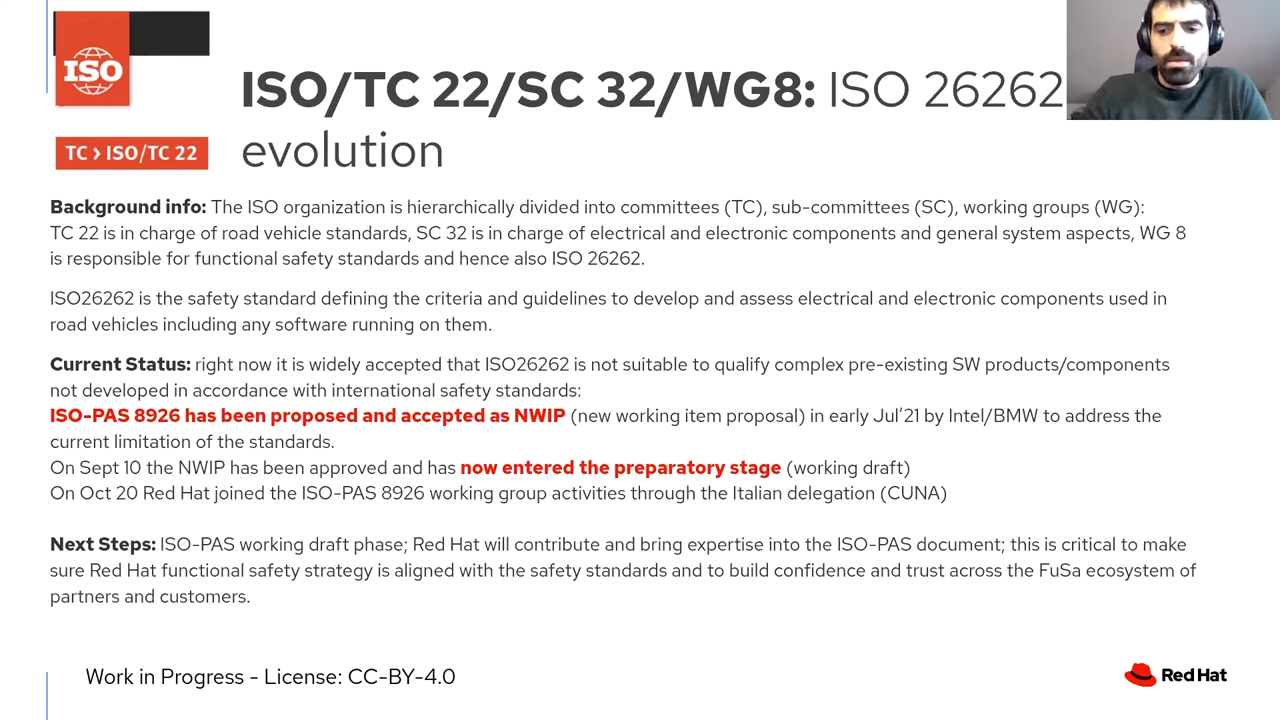 ISO
TC › ISO/TC 22
ISO/TC 22/SC 32/WG8: ISO 26262
evolution
Background info: The ISO organization is hierarchically divided into committees (TC), sub-committees (SC), working groups (WG):
TC 22 is in charge of road vehicle standards, SC 32 is in charge of electrical and electronic components and general system aspects, WG 8
is responsible for functional safety standards and hence also ISO 26262.
ISO26262 is the safety standard defining the criteria and guidelines to develop and assess electrical and electronic components used in
road vehicles including any software running on them.
Current Status: right now it is widely accepted that ISO26262 is not suitable to qualify complex pre-existing SW products/components
not developed in accordance with international safety standards:
ISO-PAS 8926 has been proposed and accepted as NWIP (new working item proposal) in early Jul'21 by Intel/BMW to address the
current limitation of the standards.
On Sept 10 the NWIP has been approved and has now entered the preparatory stage (working draft)
On Oct 20 Red Hat joined the ISO-PAS 8926 working group activities through the Italian delegation (CUNA)
Next Steps: ISO-PAS working draft phase; Red Hat will contribute and bring expertise into the ISO-PAS document; this is critical to make
sure Red Hat functional safety strategy is aligned with the safety standards and to build confidence and trust across the FuSa ecosystem of
partners and customers.
Work in Progress - License: CC-BY-4.0
Red Hat